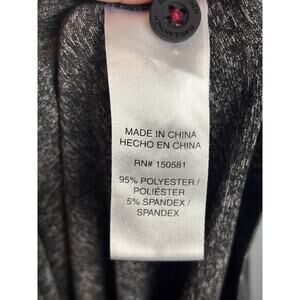 MADE IN CHINA
HECHO EN CHINA
RN# 150581
95% POLYESTER /
POLIÉSTER
5% SPANDEX /
SPANDEX